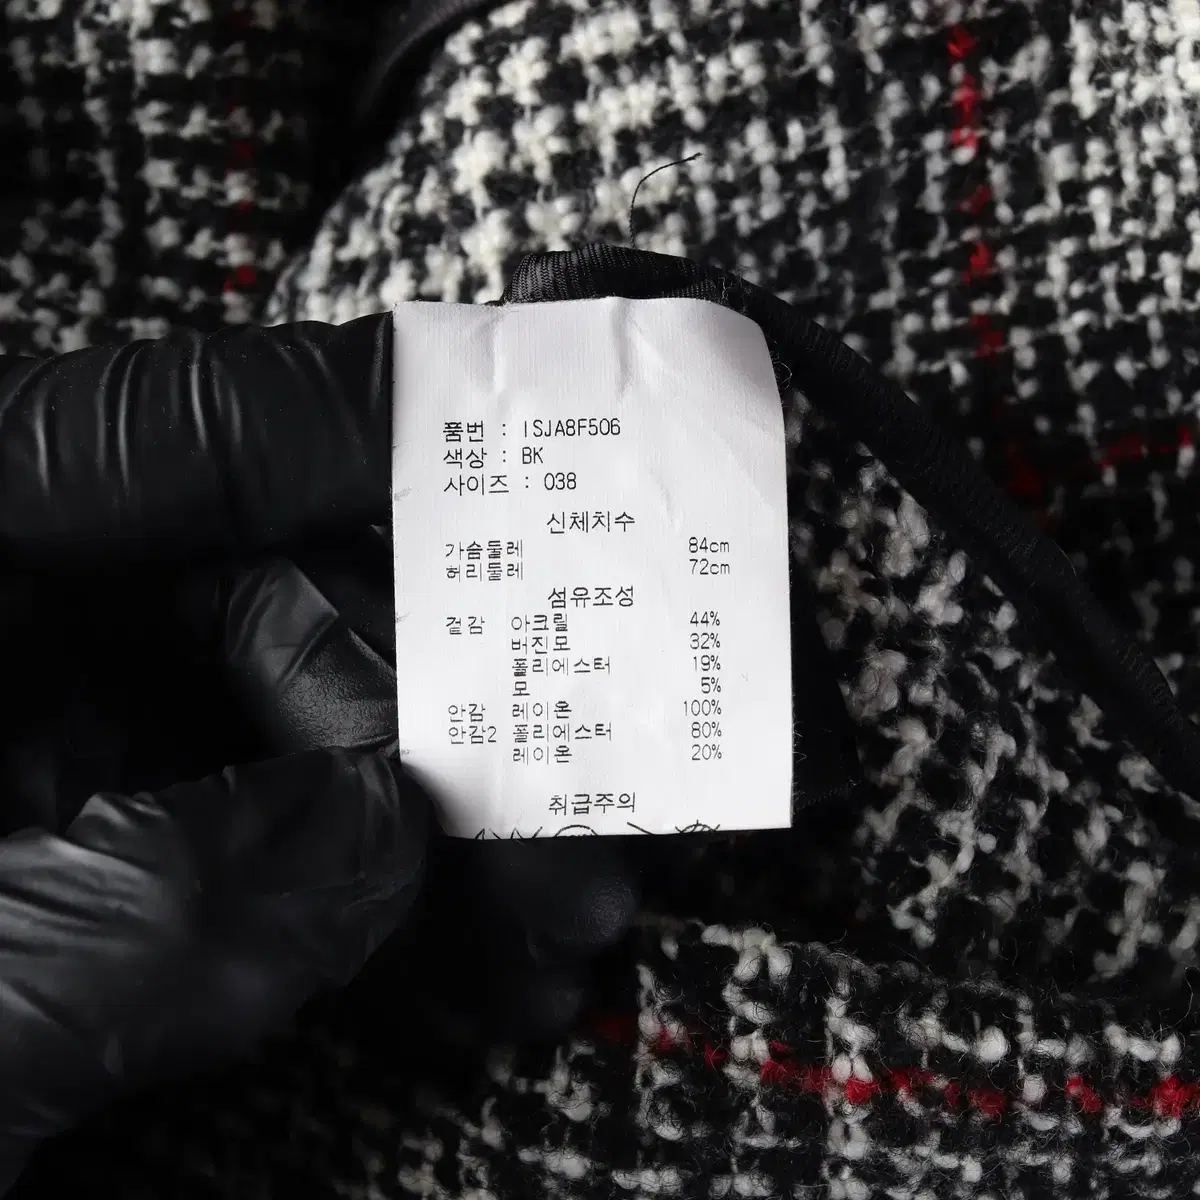 품번 : ISJA8F506
색상 : BK
사이즈 : 038
신체치수
가슴둘레 84cm
허리둘레 72cm
섬유조성
겉감 아크릴 44%
버진모 32%
폴리에스터 19%
모 5%
안감 레이온 100%
안감2 폴리에스터 80%
레이온 20%
취급주의